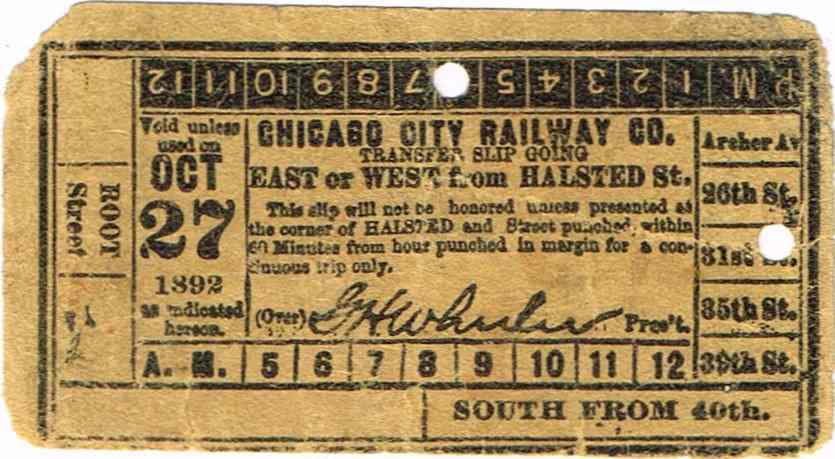 12 11 10 9 8 7 5 4 3 2 1 P. M.
Void unless
used on
OCT
27
1892
as indicated
hereon.
CHICAGO CITY RAILWAY CO.
TRANSFER SLIP GOING
EAST or WEST from HALSTED St.
This slip will not be honored unless presented at
the corner of HALSTED and Street punched, within
60 Minutes from hour punched in margin for a con-
tinuous trip only.
(Over) G H Wheeler Pres't.
Archer Av
26th St.
31st St.
35th St.
39th St.
ROOT
Street
A. M. 5 6 7 8 9 10 11 12
SOUTH FROM 40th.